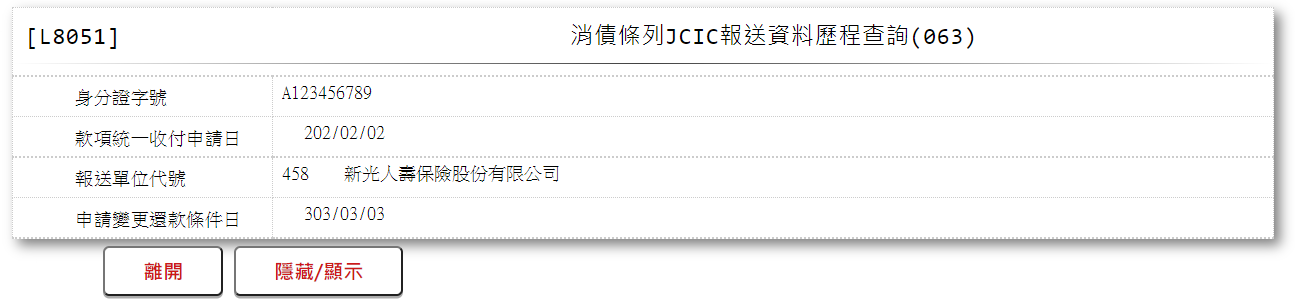 [L8051] 消債條列JCIC報送資料歷程查詢(063)
身分證字號 A123456789
款項統一收付申請日 202/02/02
報送單位代號 458 新光人壽保險股份有限公司
申請變更還款條件日 303/03/03
離開 隱藏/顯示